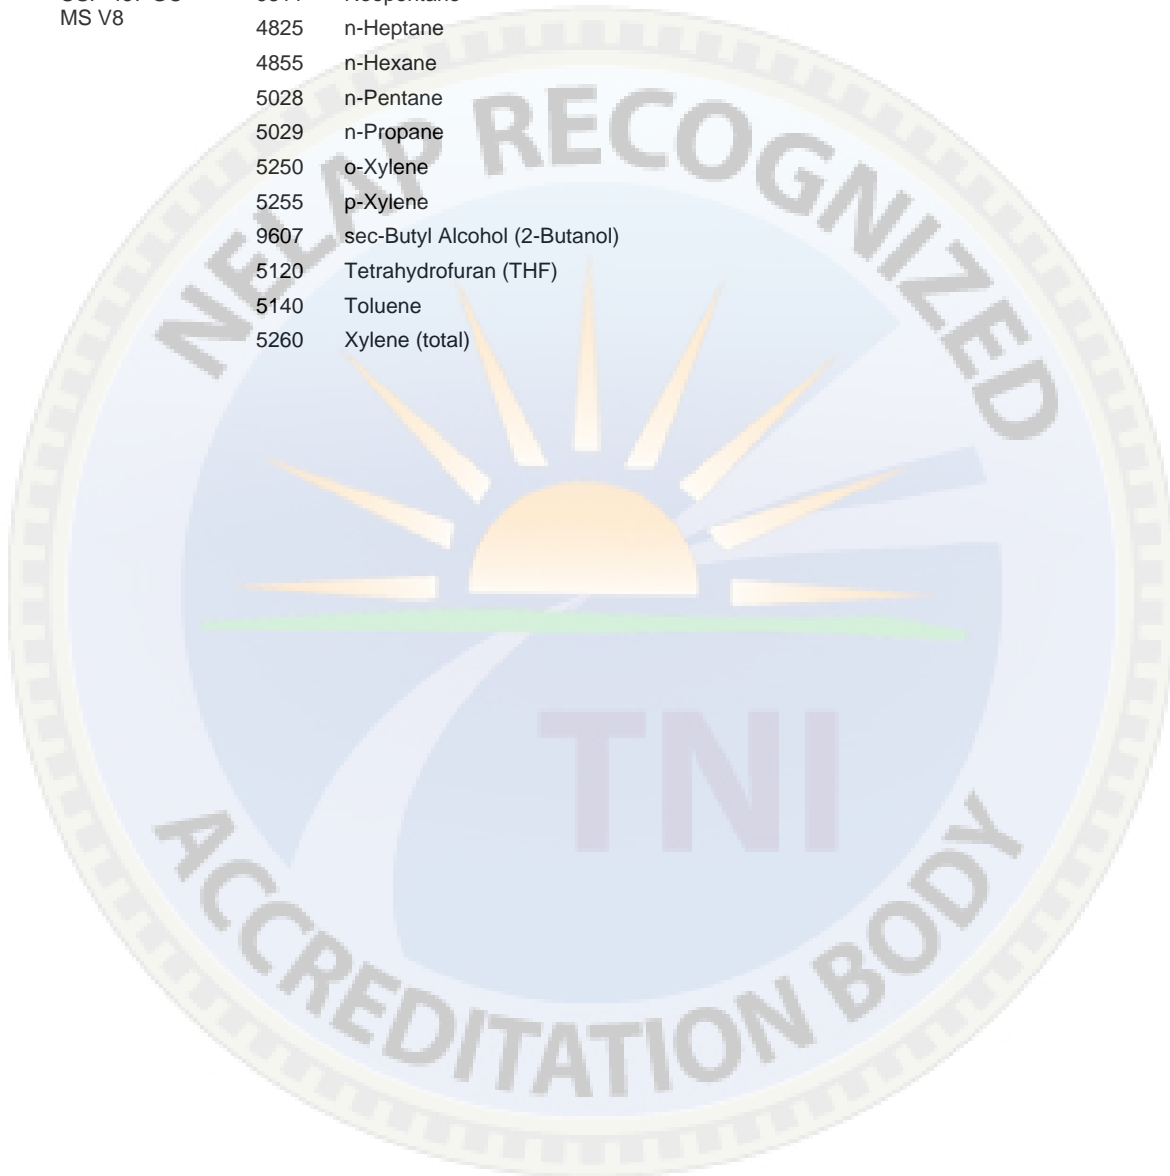 MS V8
4825 n-Heptane
4855 n-Hexane
5028 n-Pentane
5029 n-Propane
5250 o-Xylene
5255 p-Xylene
9607 sec-Butyl Alcohol (2-Butanol)
5120 Tetrahydrofuran (THF)
5140 Toluene
5260 Xylene (total)
NELAP RECOGNIZED
TNI
ACCREDITATION BODY